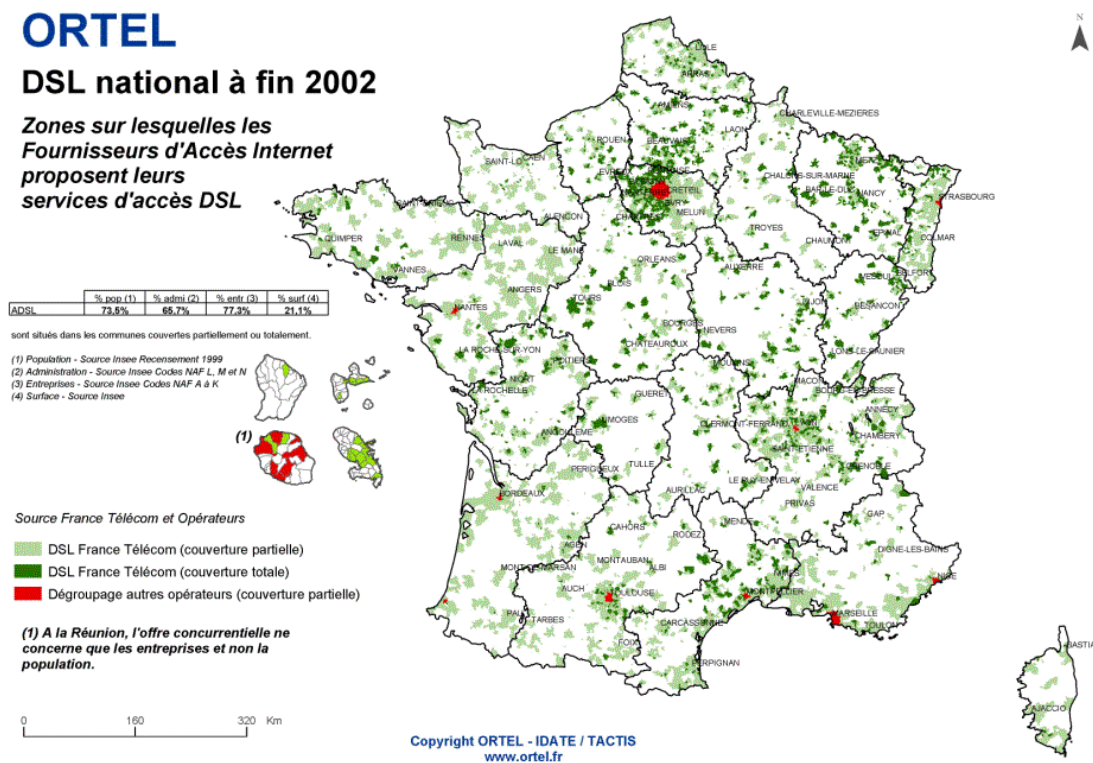 ORTEL
DSL national à fin 2002
Zones sur lesquelles les
Fournisseurs d'Accès Internet
proposent leurs
services d'accès DSL
% pop (1) % admi (2) % entr (3) % surf (4)
ADSL 73,5% 65,7% 77,3% 21,1%
sont situés dans les communes couvertes partiellement ou totalement.
(1) Population - Source Insee Recensement 1999
(2) Administration - Source Insee Codes NAF L, M et N
(3) Entreprises - Source Insee Codes NAF A à K
(4) Surface - Source Insee
(1)
Source France Télécom et Opérateurs
DSL France Télécom (couverture partielle)
DSL France Télécom (couverture totale)
Dégroupage autres opérateurs (couverture partielle)
(1) A la Réunion, l'offre concurrentielle ne
concerne que les entreprises et non la
population.
0 160 320 Km
Copyright ORTEL - IDATE / TACTIS
www.ortel.fr
N
LILLE
ARRAS
AMIENS
CHARLEVILLE-MEZIERES
LAON
ROUEN
BEAUVAIS
CAEN
SAINT-LO
METZ
CHALONS-SUR-MARNE
BAR-LE-DUC
NANCY
STRASBOURG
CRETEIL
EVRY
MELUN
ALENCON
TROYES
CHAUMONT
EPINAL
COLMAR
QUIMPER
RENNES
LAVAL
LE MANS
ORLEANS
VANNES
AUXERRE
VESOUL
BELFORT
BLOIS
ANGERS
NANTES
TOURS
DIJON
BESANCON
BOURGES
NEVERS
CHATEAUROUX
LA ROCHE-SUR-YON
POITIERS
LONS-LE-SAUNIER
MOULINS
NIORT
LA ROCHELLE
MACON
BOURG-EN-BRESSE
GUERET
ANNECY
LIMOGES
CLERMONT-FERRAND
LYON
ANGOULEME
CHAMBERY
SAINT-ETIENNE
PERIGUEUX
TULLE
GRENOBLE
LE PUY-EN-VELAY
AURILLAC
VALENCE
BORDEAUX
PRIVAS
GAP
CAHORS
MENDE
RODEZ
AGEN
DIGNE-LES-BAINS
MONT-DE-MARSAN
MONTAUBAN
ALBI
NIMES
NICE
AUCH
TOULOUSE
MONTPELLIER
MARSEILLE
TOULON
PAU
TARBES
CARCASSONNE
FOIX
PERPIGNAN
BASTIA
AJACCIO